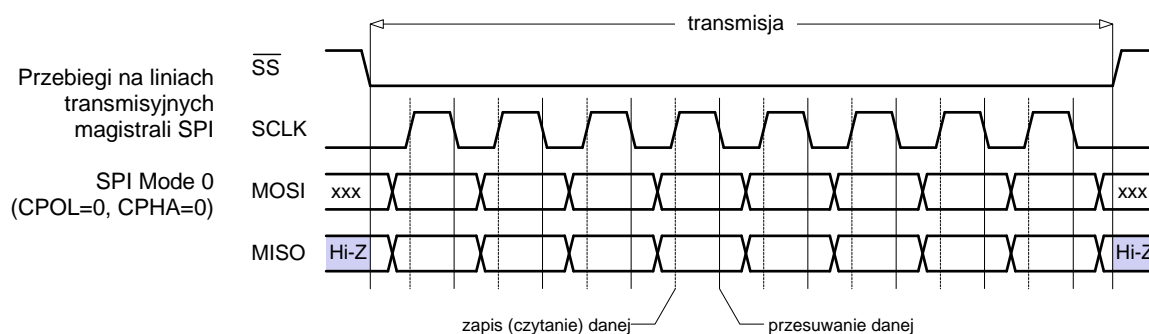 transmisja
Przebiegi na liniach
transmisyjnych
magistrali SPI
SPI Mode 0
(CPOL=0, CPHA=0)
SS
SCLK
MOSI
xxx
xxx
MISO
Hi-Z
Hi-Z
zapis (czytanie) danej
przesuwanie danej